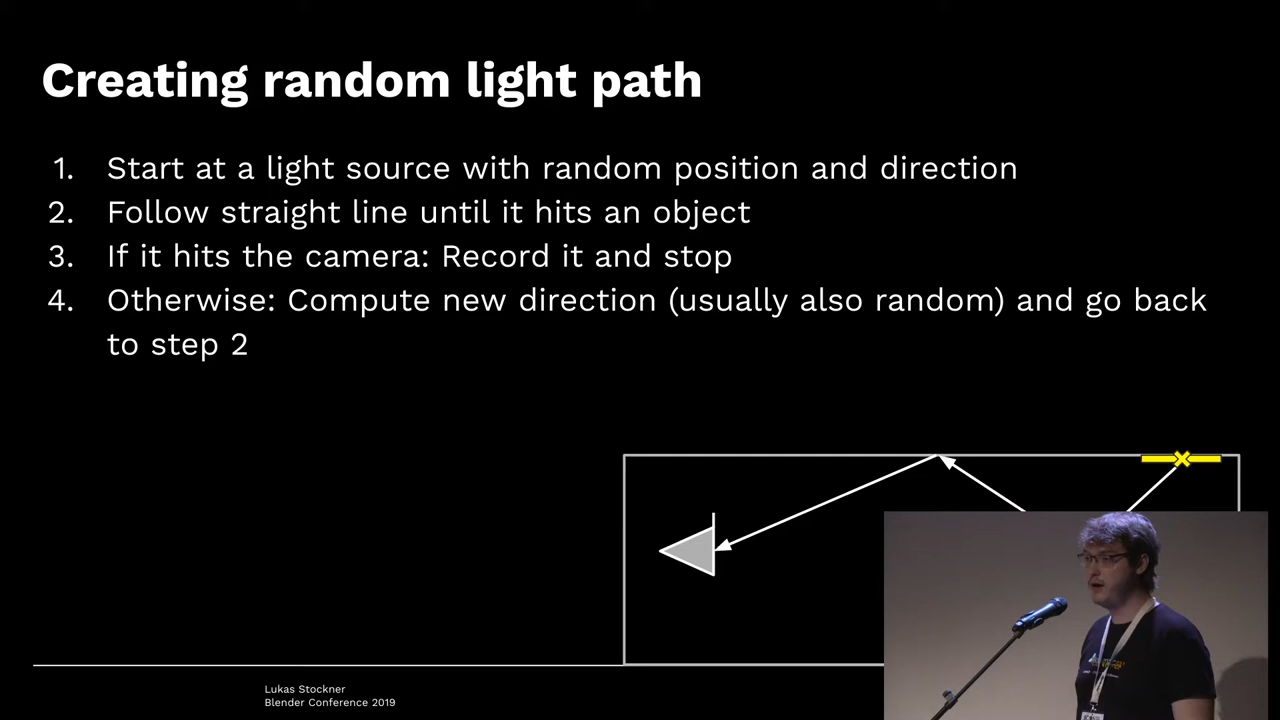 Creating random light path
1. Start at a light source with random position and direction
2. Follow straight line until it hits an object
3. If it hits the camera: Record it and stop
4. Otherwise: Compute new direction (usually also random) and go back
to step 2
Lukas Stockner
Blender Conference 2019